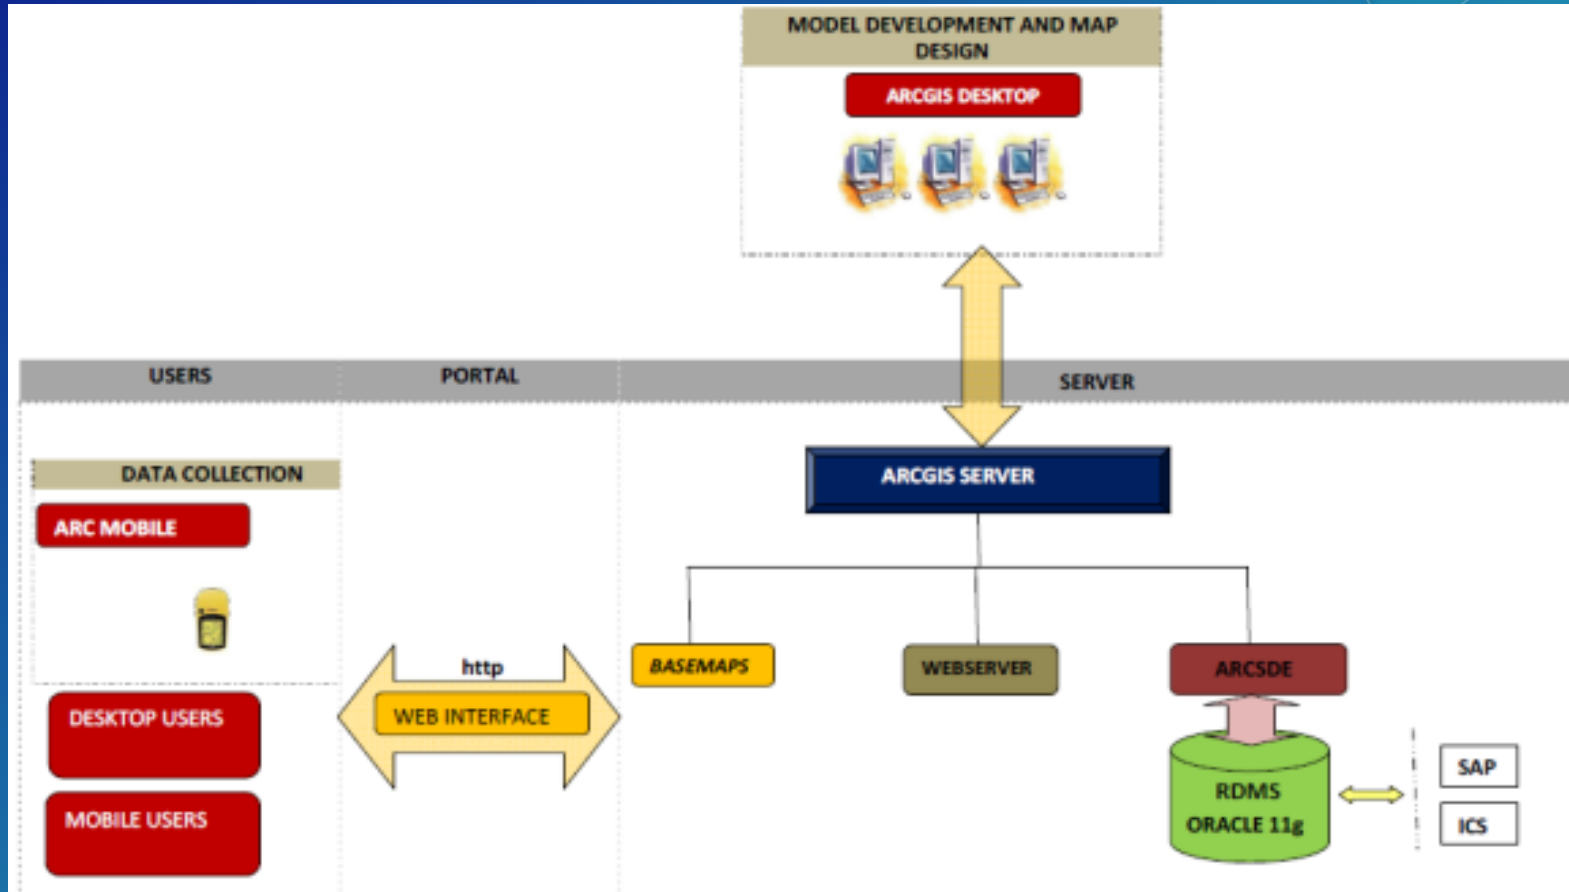 MODEL DEVELOPMENT AND MAP
DESIGN
ARCGIS DESKTOP
USERS
PORTAL
SERVER
DATA COLLECTION
ARCGIS SERVER
ARC MOBILE
http
BASEMAPS
WEBSERVER
ARCSDE
DESKTOP USERS
WEB INTERFACE
SAP
RDMS
ORACLE 11g
MOBILE USERS
ICS